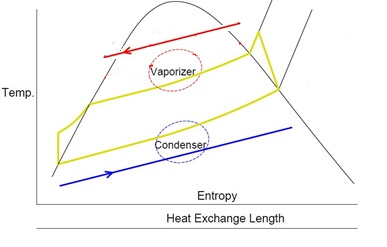 Vaporizer
Temp.
Condenser
Entropy
Heat Exchange Length